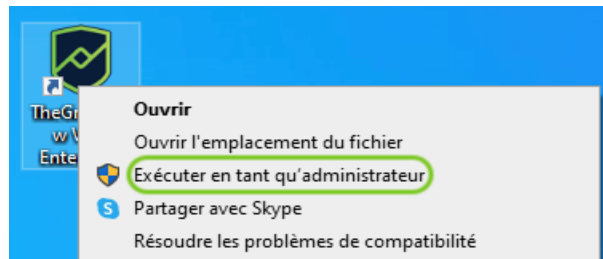 TheGr
w V
Ente
Ouvrir
Ouvrir l'emplacement du fichier
Exécuter en tant qu'administrateur
Partager avec Skype
Résoudre les problèmes de compatibilité